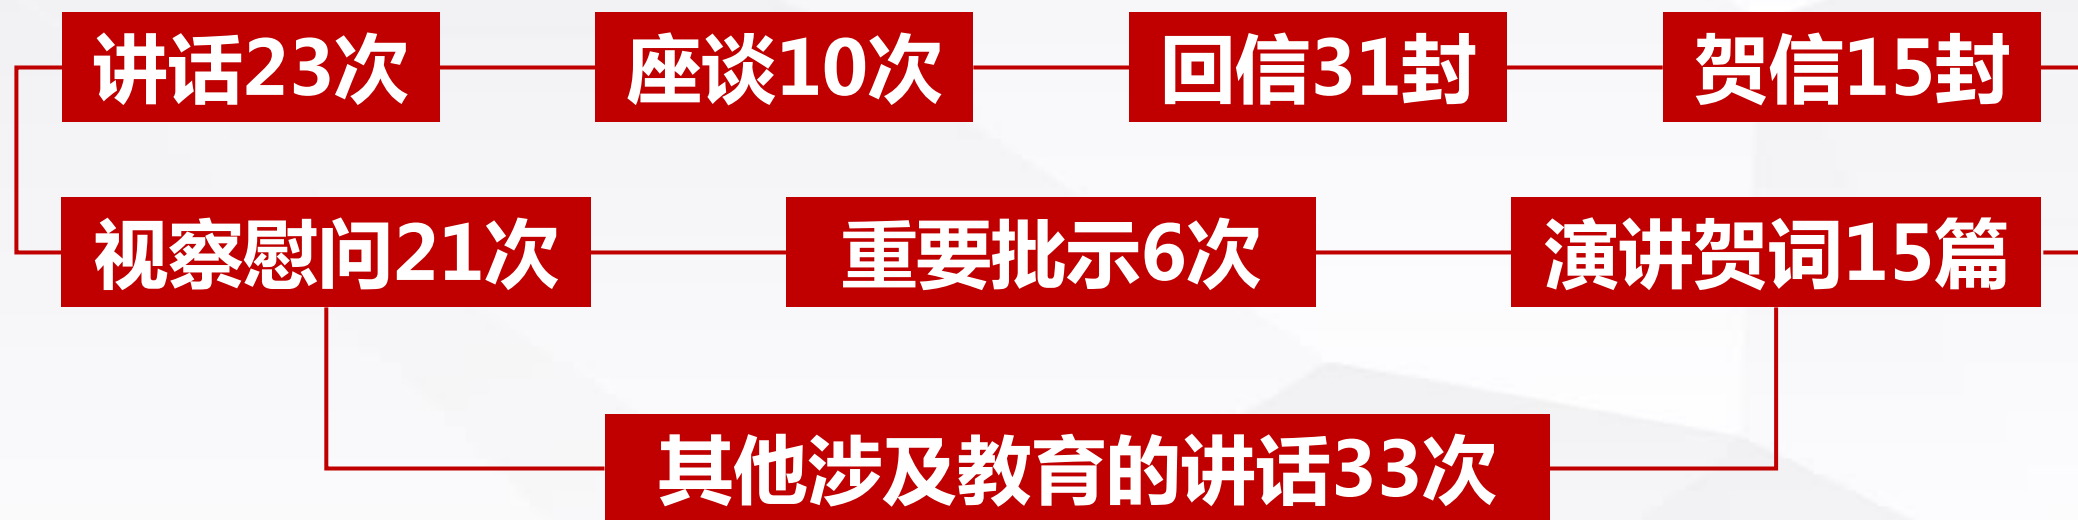 讲话23次
座谈10次
回信31封
贺信15封
视察慰问21次
重要批示6次
演讲贺词15篇
其他涉及教育的讲话33次